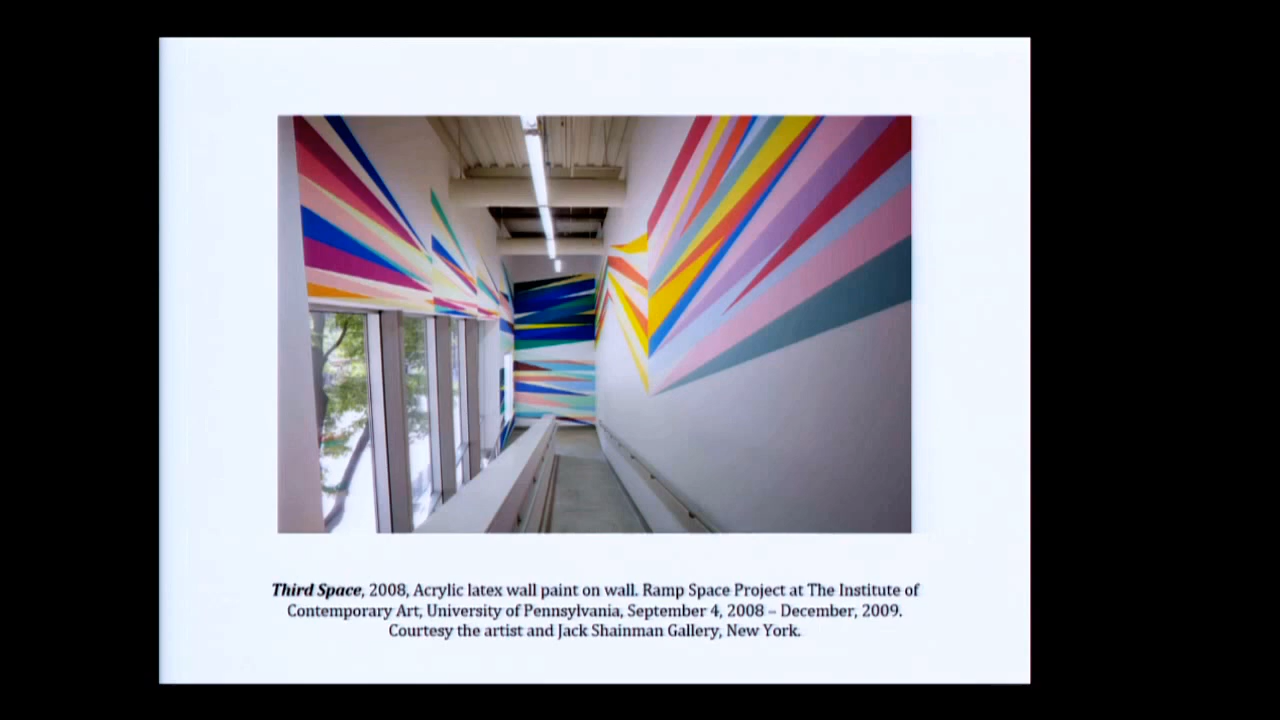 Third Space, 2008, Acrylic latex wall paint on wall. Ramp Space Project at The Institute of
Contemporary Art, University of Pennsylvania, September 4, 2008 – December, 2009.
Courtesy the artist and Jack Shainman Gallery, New York.